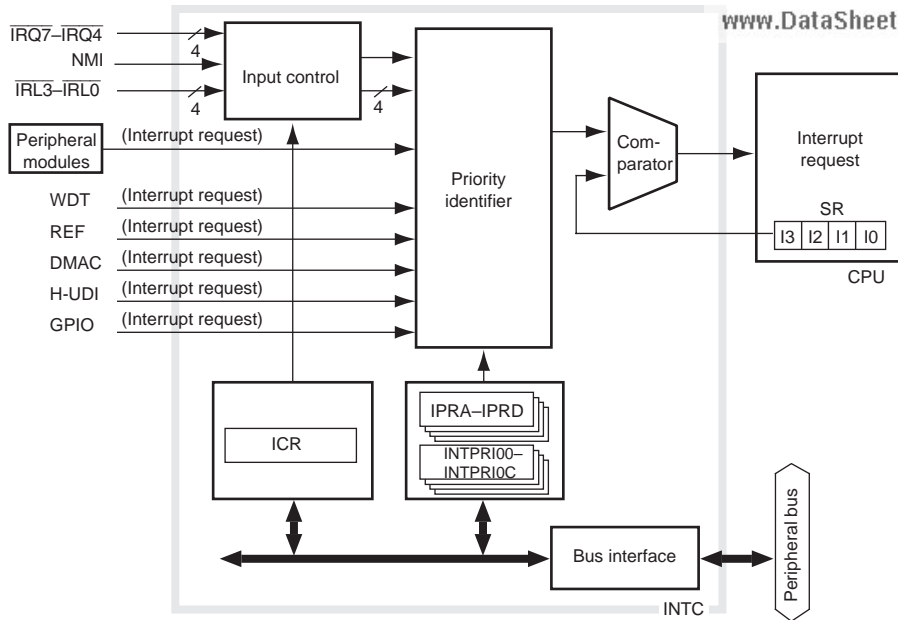 www.DataSheet
IRQ7–IRQ4
4
NMI
IRL3–IRL0
4
Input control
4
Peripheral
modules
(Interrupt request)
WDT
(Interrupt request)
REF
(Interrupt request)
DMAC
(Interrupt request)
H-UDI
(Interrupt request)
GPIO
(Interrupt request)
Priority
identifier
Com-
parator
Interrupt
request
SR
I3 I2 I1 I0
CPU
ICR
IPRA–IPRD
INTPRI00–
INTPRI0C
Bus interface
Peripheral bus
INTC